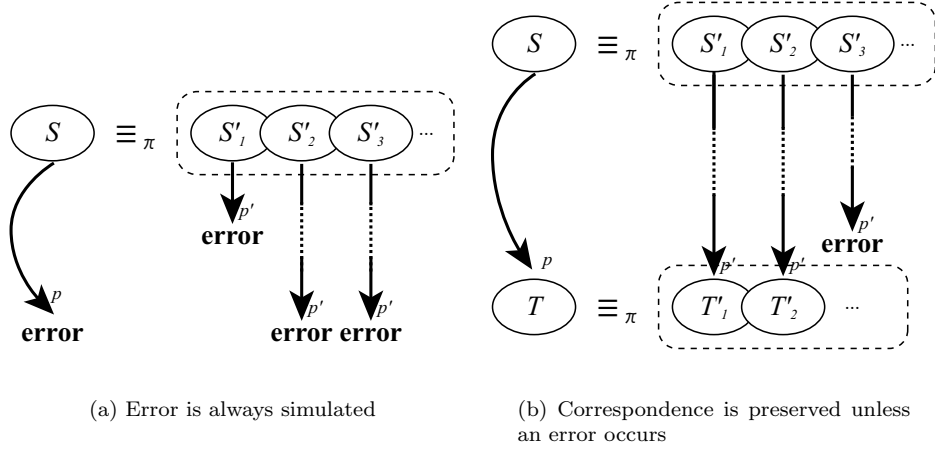 S ≡ π S'1 S'2 S'3 ...
p' error
p error
p' error p' error
(a) Error is always simulated
S ≡ π S'1 S'2 S'3 ...
p' error
p p' p'
T ≡ π T'1 T'2 ...
(b) Correspondence is preserved unless
an error occurs